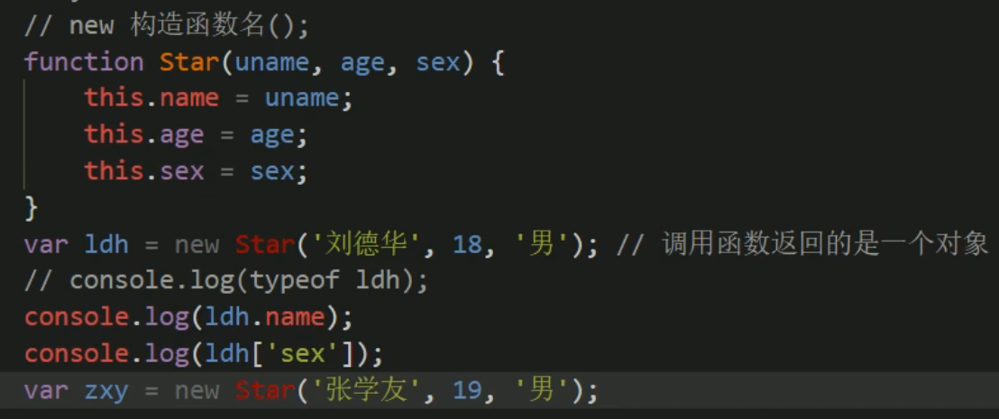 // new 构造函数名();
function Star(uname, age, sex) {
    this.name = uname;
    this.age = age;
    this.sex = sex;
}
var ldh = new Star('刘德华', 18, '男'); // 调用函数返回的是一个对象
// console.log(typeof ldh);
console.log(ldh.name);
console.log(ldh['sex']);
var zxy = new Star('张学友', 19, '男');